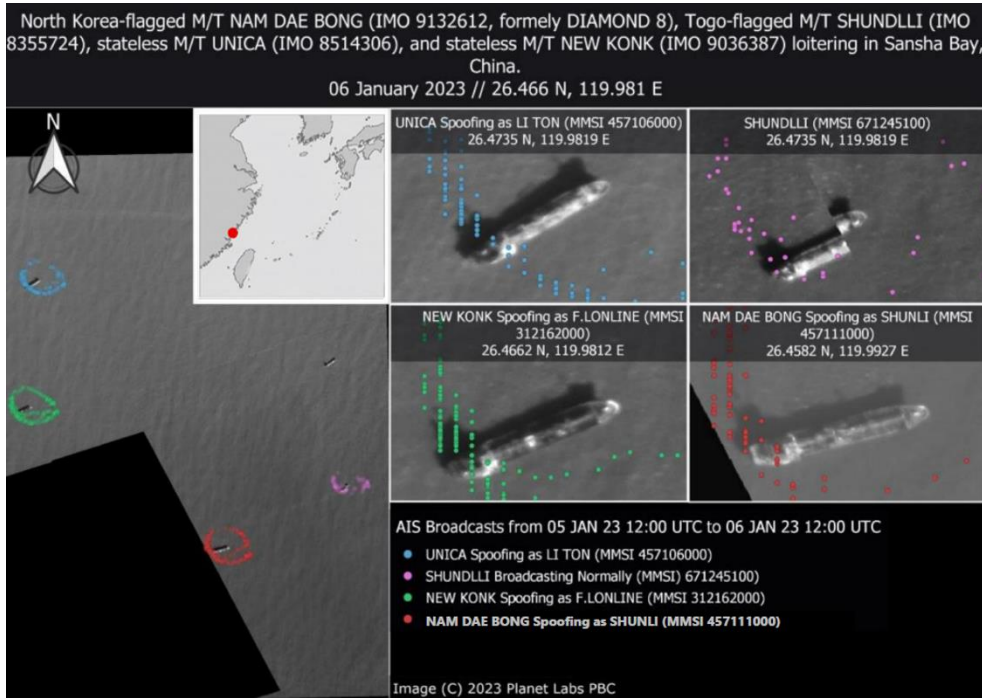 North Korea-flagged M/T NAM DAE BONG (IMO 9132612, formely DIAMOND 8), Togo-flagged M/T SHUNDLLI (IMO
8355724), stateless M/T UNICA (IMO 8514306), and stateless M/T NEW KONK (IMO 9036387) loitering in Sansha Bay,
China.
06 January 2023 // 26.466 N, 119.981 E
N
UNICA Spoofing as LI TON (MMSI 457106000)
26.4735 N, 119.9819 E
SHUNDLLI (MMSI 671245100)
26.4735 N, 119.9819 E
NEW KONK Spoofing as F.LONLINE (MMSI
312162000)
26.4662 N, 119.9812 E
NAM DAE BONG Spoofing as SHUNLI (MMSI
457111000)
26.4582 N, 119.9927 E
AIS Broadcasts from 05 JAN 23 12:00 UTC to 06 JAN 23 12:00 UTC
UNICA Spoofing as LI TON (MMSI 457106000)
SHUNDLLI Broadcasting Normally (MMSI) 671245100)
NEW KONK Spoofing as F.LONLINE (MMSI 312162000)
NAM DAE BONG Spoofing as SHUNLI (MMSI 457111000)
Image (C) 2023 Planet Labs PBC